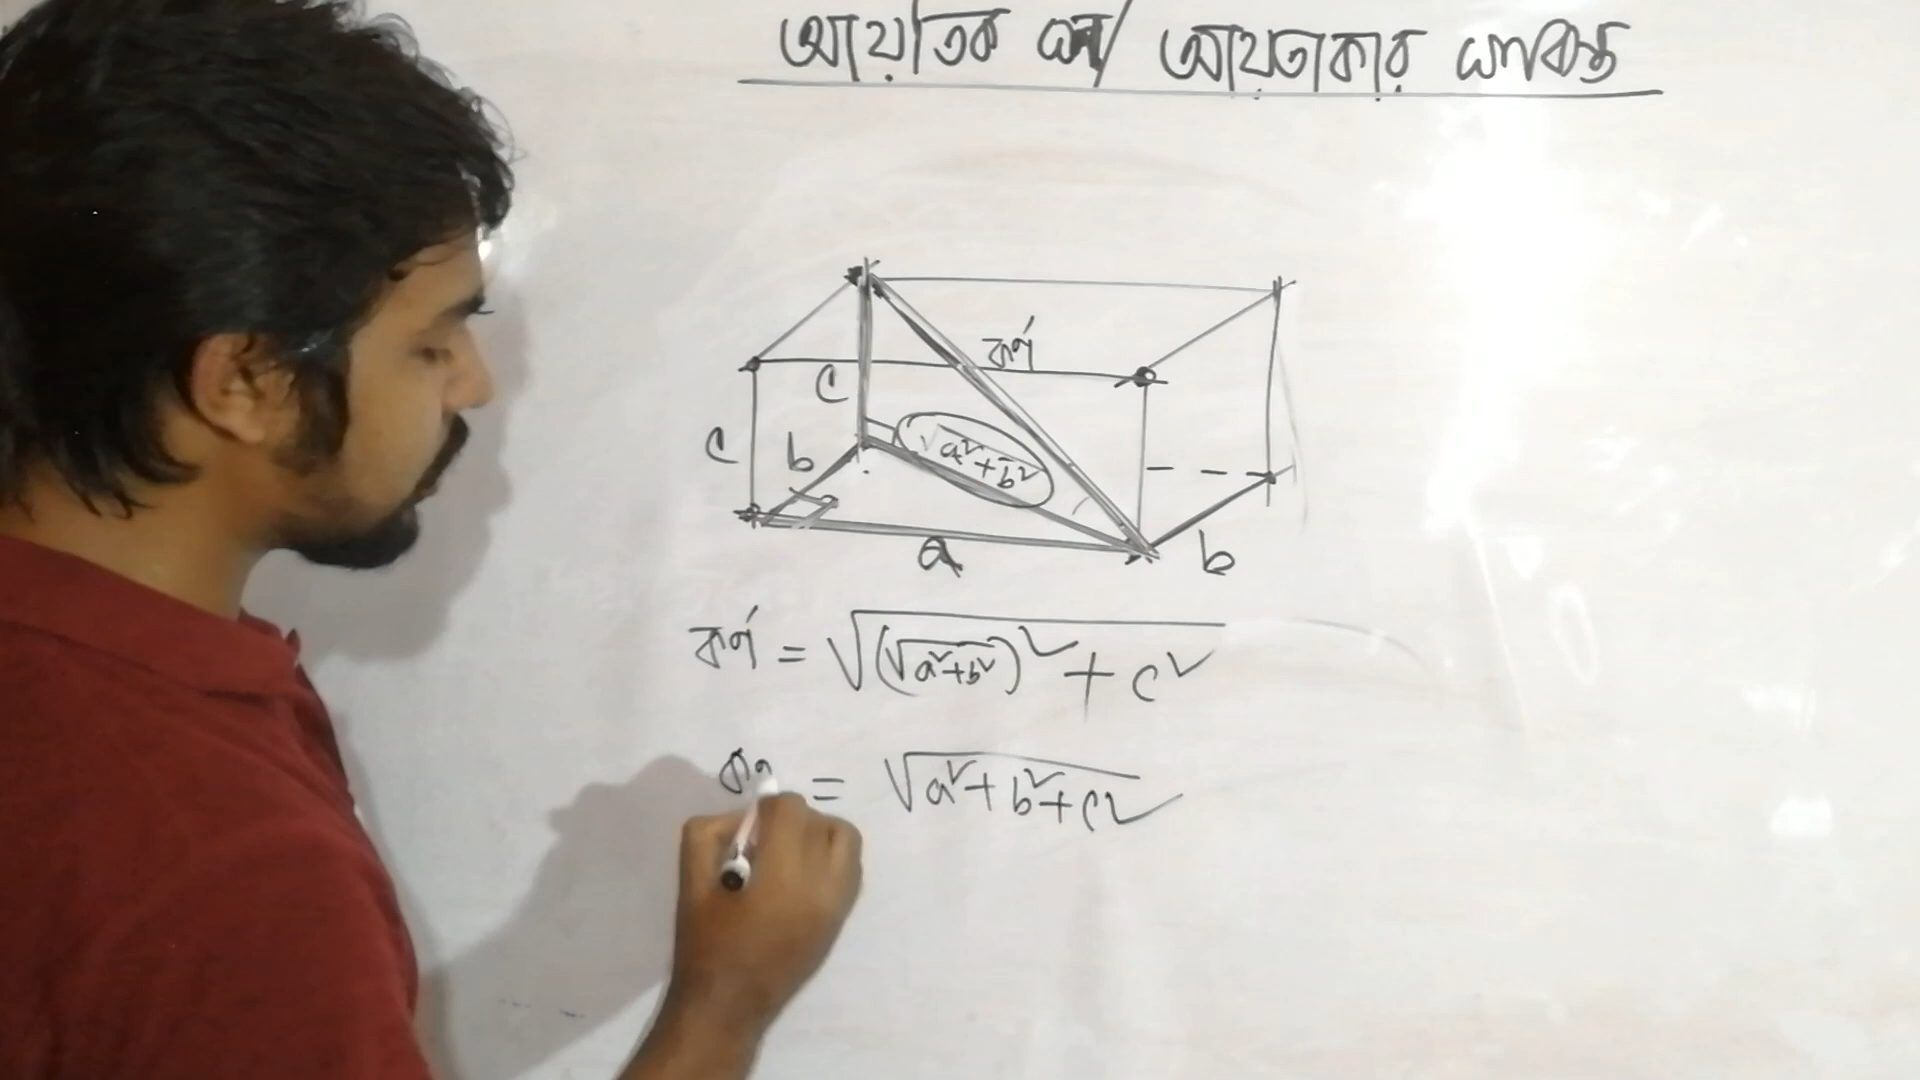 আয়তিক ঘন/ আয়তাকার ঘনবস্তু
কর্ণ
c
c
b
√a²+b²
a
b
কর্ণ = √(√a²+b²)² + c²
= √a²+b²+c²